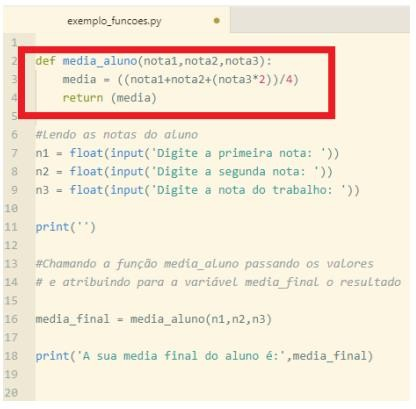 exemplo_funcoes.py
1
2 def media_aluno(nota1,nota2,nota3):
3     media = ((nota1+nota2+(nota3*2))/4)
4     return (media)
5
6 #Lendo as notas do aluno
7 n1 = float(input('Digite a primeira nota: '))
8 n2 = float(input('Digite a segunda nota: '))
9 n3 = float(input('Digite a nota do trabalho: '))
10
11 print('')
12
13 #Chamando a função media_aluno passando os valores
14 # e atribuindo para a variável media_final o resultado
15
16 media_final = media_aluno(n1,n2,n3)
17
18 print('A sua media final do aluno é:',media_final)
19
20